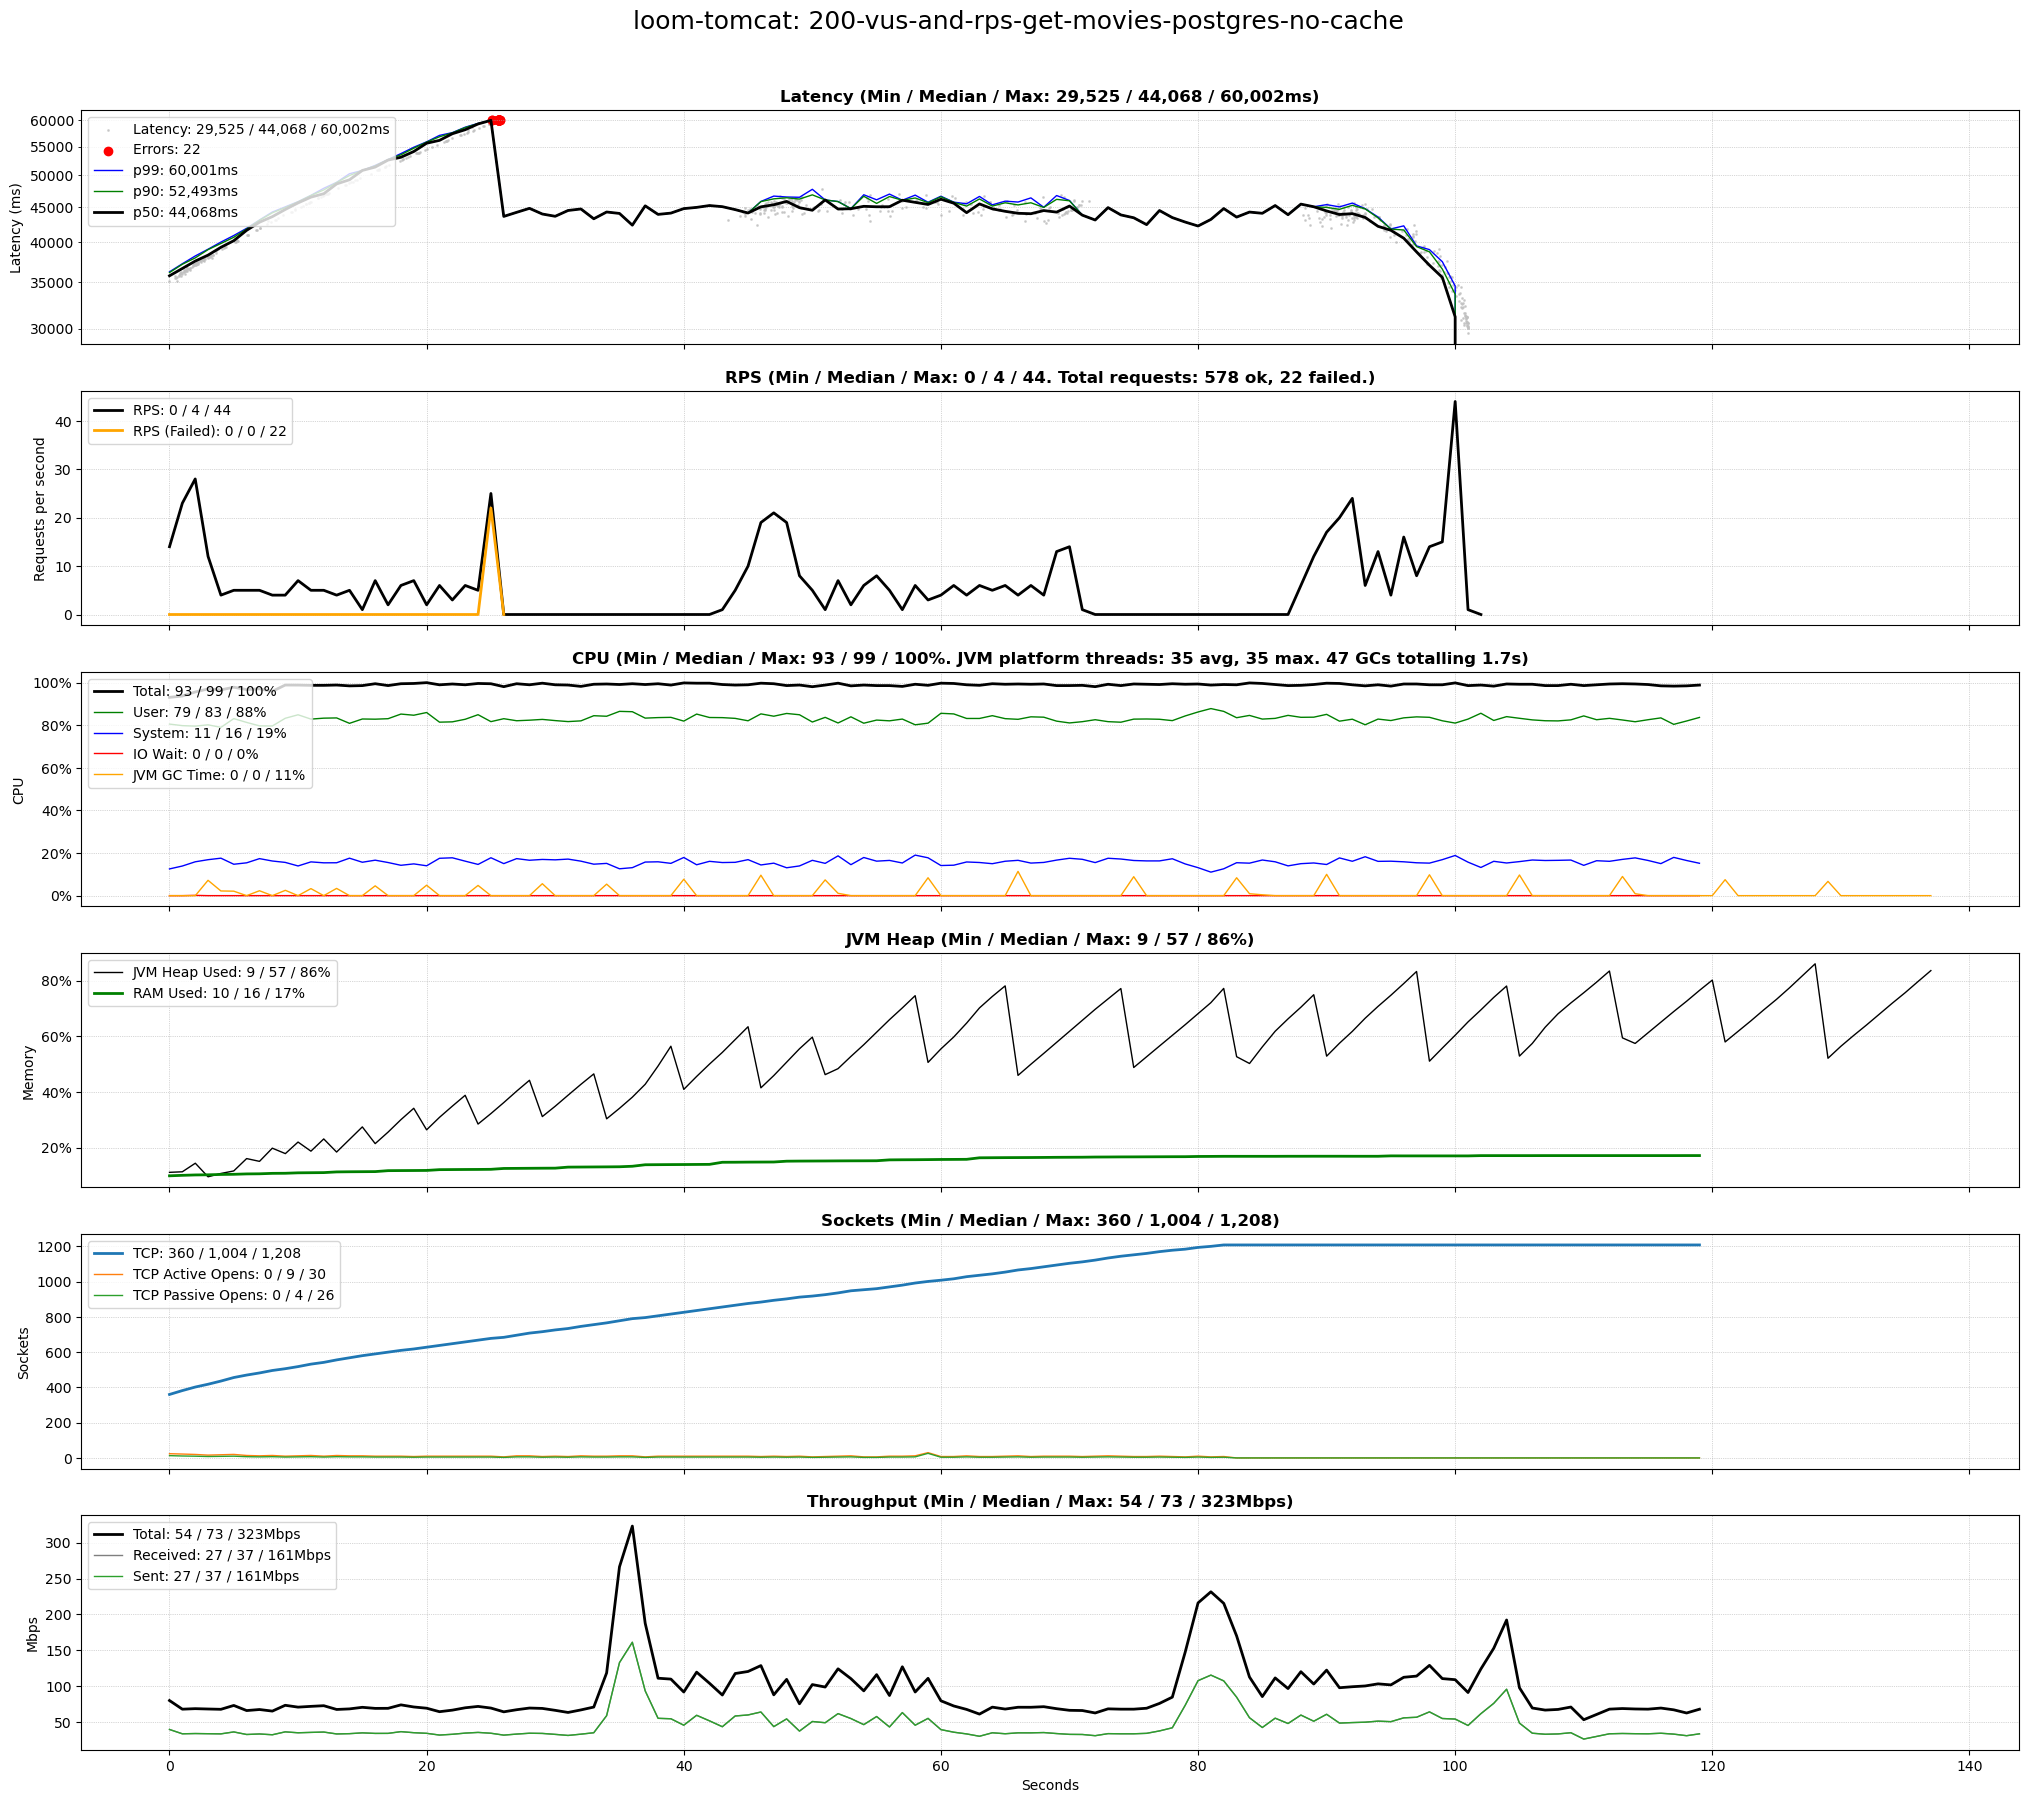 loom-tomcat: 200-vus-and-rps-get-movies-postgres-no-cache
Latency (Min / Median / Max: 29,525 / 44,068 / 60,002ms)
Latency (ms)
60000
55000
50000
45000
40000
35000
30000
Latency: 29,525 / 44,068 / 60,002ms
Errors: 22
p99: 60,001ms
p90: 52,493ms
p50: 44,068ms
RPS (Min / Median / Max: 0 / 4 / 44. Total requests: 578 ok, 22 failed.)
Requests per second
40
30
20
10
0
RPS: 0 / 4 / 44
RPS (Failed): 0 / 0 / 22
CPU (Min / Median / Max: 93 / 99 / 100%. JVM platform threads: 35 avg, 35 max. 47 GCs totalling 1.7s)
CPU
100%
80%
60%
40%
20%
0%
Total: 93 / 99 / 100%
User: 79 / 83 / 88%
System: 11 / 16 / 19%
IO Wait: 0 / 0 / 0%
JVM GC Time: 0 / 0 / 11%
JVM Heap (Min / Median / Max: 9 / 57 / 86%)
Memory
80%
60%
40%
20%
JVM Heap Used: 9 / 57 / 86%
RAM Used: 10 / 16 / 17%
Sockets (Min / Median / Max: 360 / 1,004 / 1,208)
Sockets
1200
1000
800
600
400
200
0
TCP: 360 / 1,004 / 1,208
TCP Active Opens: 0 / 9 / 30
TCP Passive Opens: 0 / 4 / 26
Throughput (Min / Median / Max: 54 / 73 / 323Mbps)
Mbps
300
250
200
150
100
50
Total: 54 / 73 / 323Mbps
Received: 27 / 37 / 161Mbps
Sent: 27 / 37 / 161Mbps
0 20 40 60 80 100 120 140
Seconds